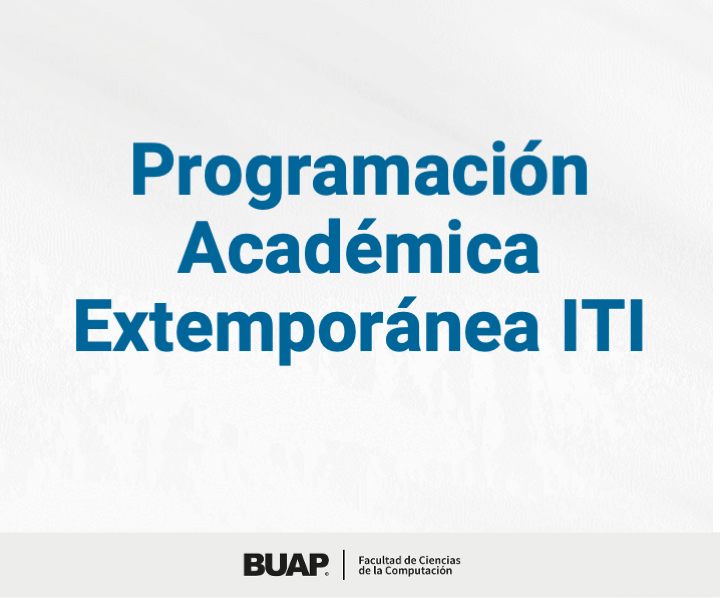 Programación
Académica
Extemporánea ITI
BUAP
Facultad de Ciencias
de la Computación